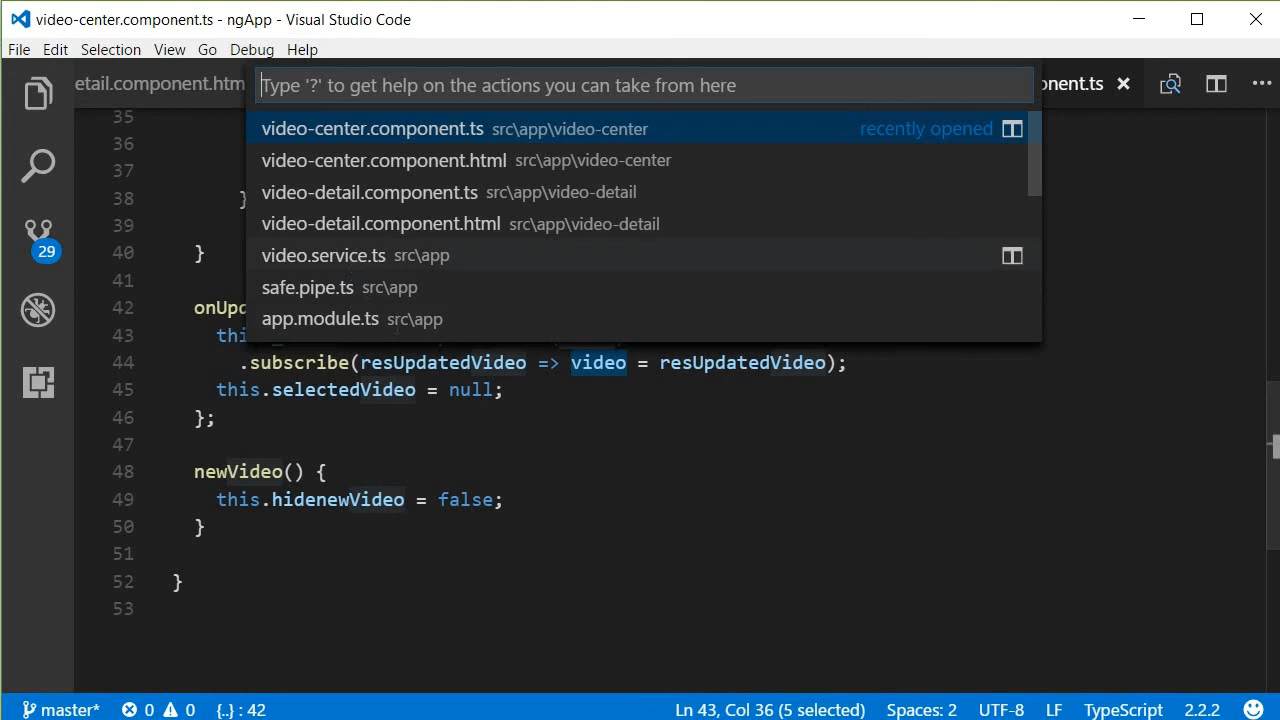 video-center.component.ts - ngApp - Visual Studio Code
File Edit Selection View Go Debug Help
etail.component.htm
Type '?' to get help on the actions you can take from here
nent.ts
video-center.component.ts src\app\video-center recently opened
video-center.component.html src\app\video-center
video-detail.component.ts src\app\video-detail
video-detail.component.html src\app\video-detail
video.service.ts src\app
safe.pipe.ts src\app
app.module.ts src\app
29
35
36
37
38 }
39
40 }
41
42 onUpd
43 thi
44 .subscribe(resUpdatedVideo => video = resUpdatedVideo);
45 this.selectedVideo = null;
46 };
47
48 newVideo() {
49 this.hidenewVideo = false;
50 }
51
52 }
53
master* 0 0 {..} : 42 Ln 43, Col 36 (5 selected) Spaces: 2 UTF-8 LF TypeScript 2.2.2